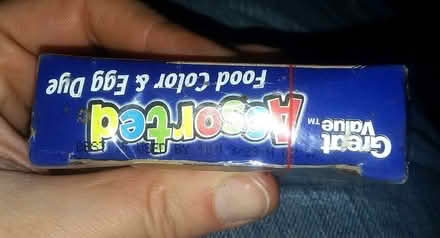 Great
Value™
Assorted
Food Color & Egg Dye